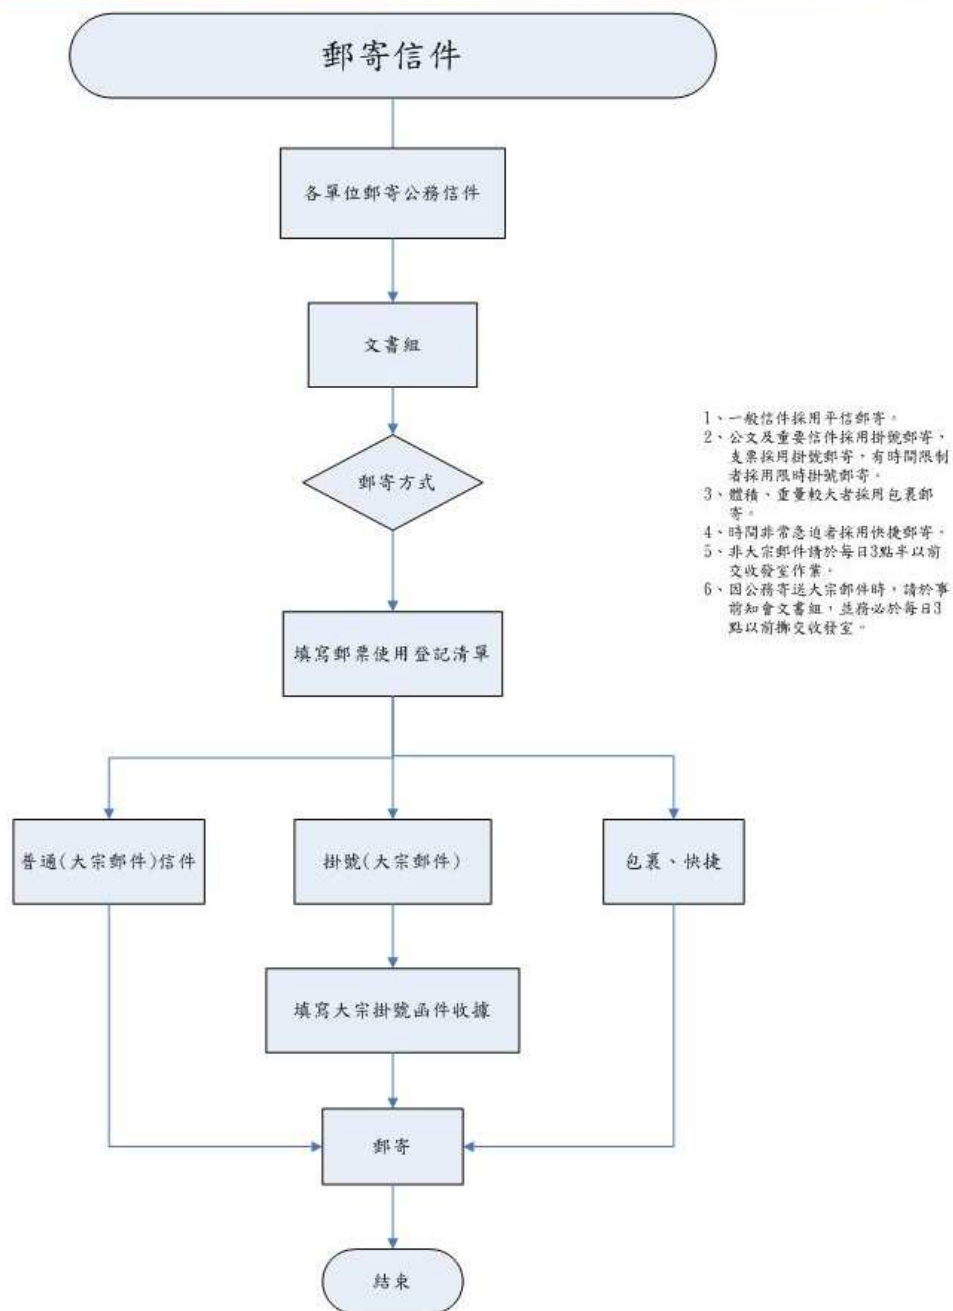 郵寄信件
各單位郵寄公務信件
文書組
郵寄方式
填寫郵票使用登記清單
普通(大宗郵件)信件
掛號(大宗郵件)
包裹、快捷
填寫大宗掛號函件收據
郵寄
結束
1、一般信件採用平信郵寄。
2、公文及重要信件採用掛號郵寄、
支票採用掛號郵寄，有時間限制
者採用限時掛號郵寄。
3、體積、重量較大者採用包裹郵
寄。
4、時間非常急迫者採用快捷郵寄。
5、非大宗郵件請於每日3點半以前
交收發室作業。
6、因公務寄送大宗郵件時，請於事
前知會文書組，並務必於每日3
點以前擲交收發室。